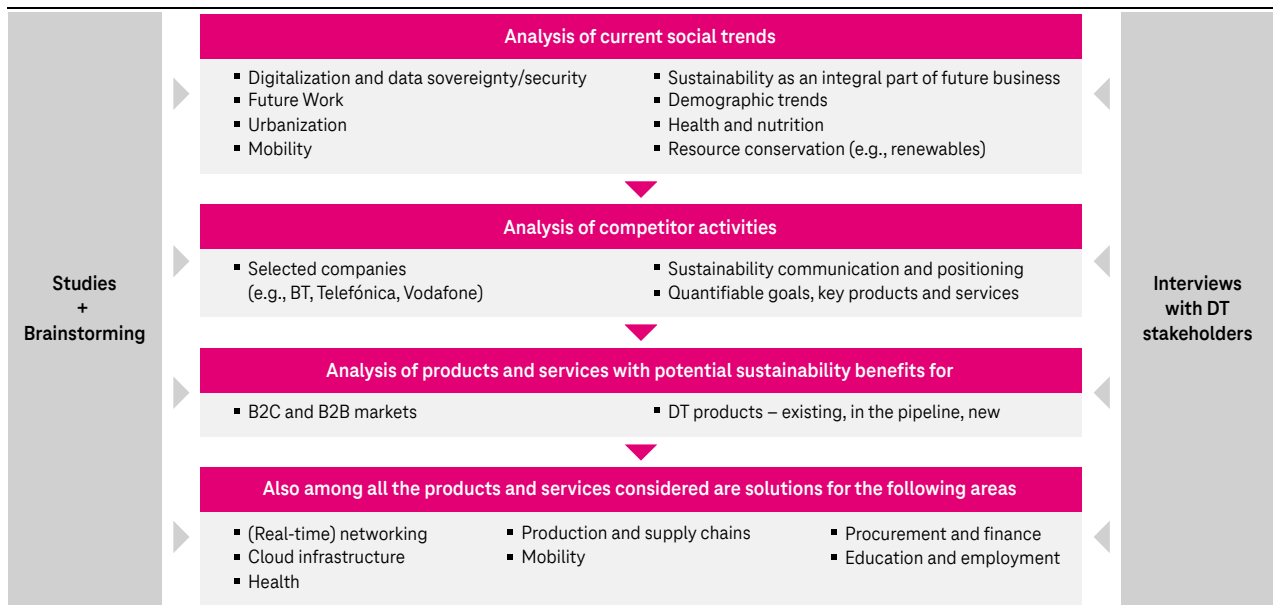 Studies
+
Brainstorming
Analysis of current social trends
▪ Digitalization and data sovereignty/security
▪ Future Work
▪ Urbanization
▪ Mobility
▪ Sustainability as an integral part of future business
▪ Demographic trends
▪ Health and nutrition
▪ Resource conservation (e.g., renewables)
Analysis of competitor activities
▪ Selected companies
(e.g., BT, Telefónica, Vodafone)
▪ Sustainability communication and positioning
▪ Quantifiable goals, key products and services
Analysis of products and services with potential sustainability benefits for
▪ B2C and B2B markets
▪ DT products – existing, in the pipeline, new
Also among all the products and services considered are solutions for the following areas
▪ (Real-time) networking
▪ Cloud infrastructure
▪ Health
▪ Production and supply chains
▪ Mobility
▪ Procurement and finance
▪ Education and employment
Interviews
with DT
stakeholders